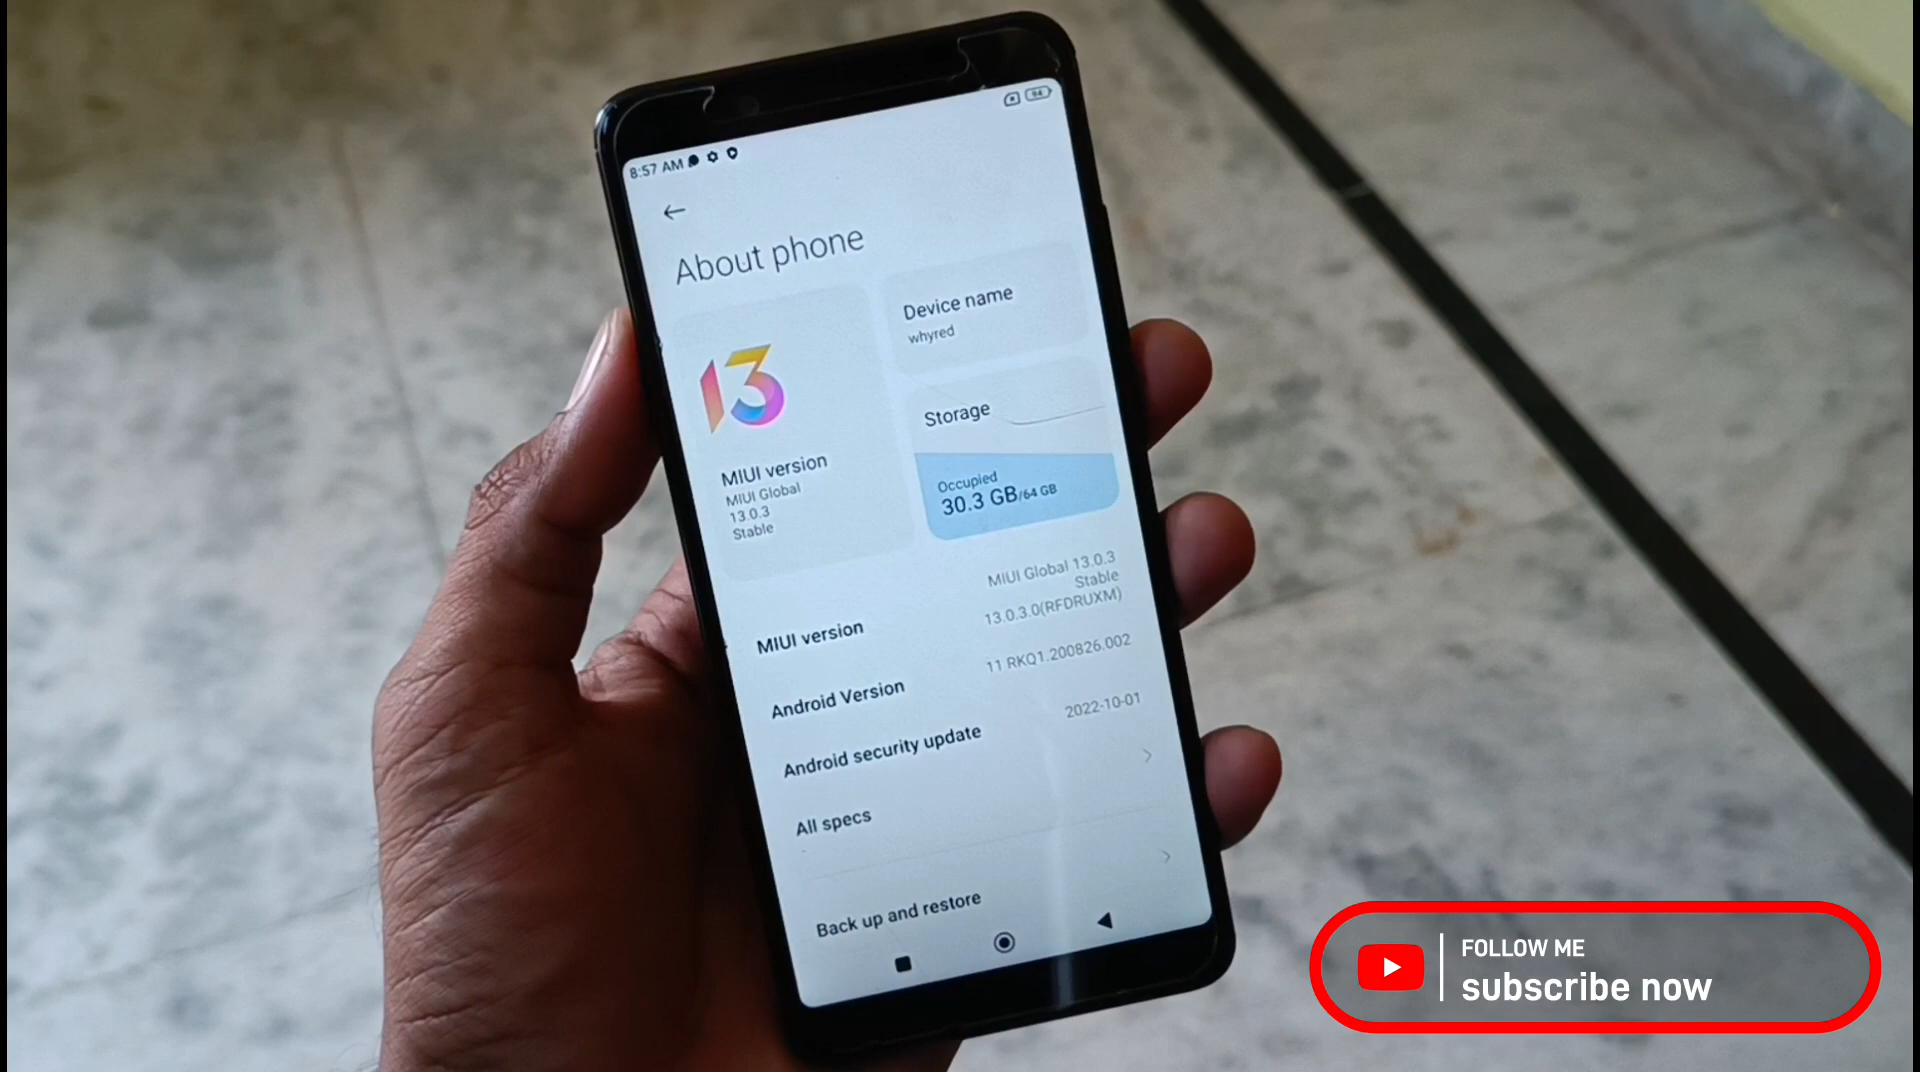 8:57 AM
94
About phone
13
MIUI version
MIUI Global
13.0.3
Stable
Device name
whyred
Storage
Occupied
30.3 GB/64 GB
MIUI version
MIUI Global 13.0.3
Stable
13.0.3.0(RFDRUXM)
Android Version
11 RKQ1.200826.002
Android security update
2022-10-01
All specs
Back up and restore
FOLLOW ME
subscribe now